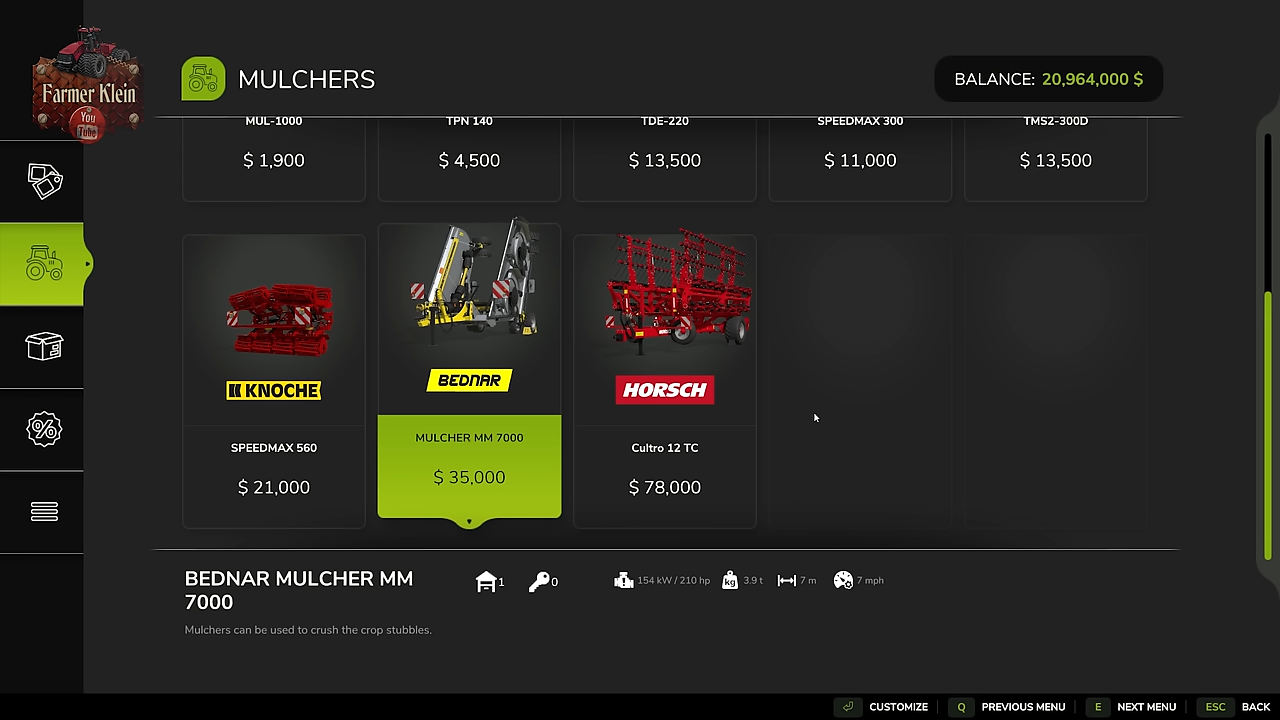 Farmer Klein
You
Tube
MULCHERS
BALANCE: 20,964,000 $
MUL-1000
TPN 140
TDE-220
SPEEDMAX 300
TMS2-300D
$ 1,900
$ 4,500
$ 13,500
$ 11,000
$ 13,500
KNOCHE
BEDNAR
HORSCH
SPEEDMAX 560
MULCHER MM 7000
Cultro 12 TC
$ 21,000
$ 35,000
$ 78,000
BEDNAR MULCHER MM
7000
1
0
kg
154 kW / 210 hp
3.9 t
7 m
7 mph
Mulchers can be used to crush the crop stubbles.
CUSTOMIZE
Q PREVIOUS MENU
E NEXT MENU
ESC BACK